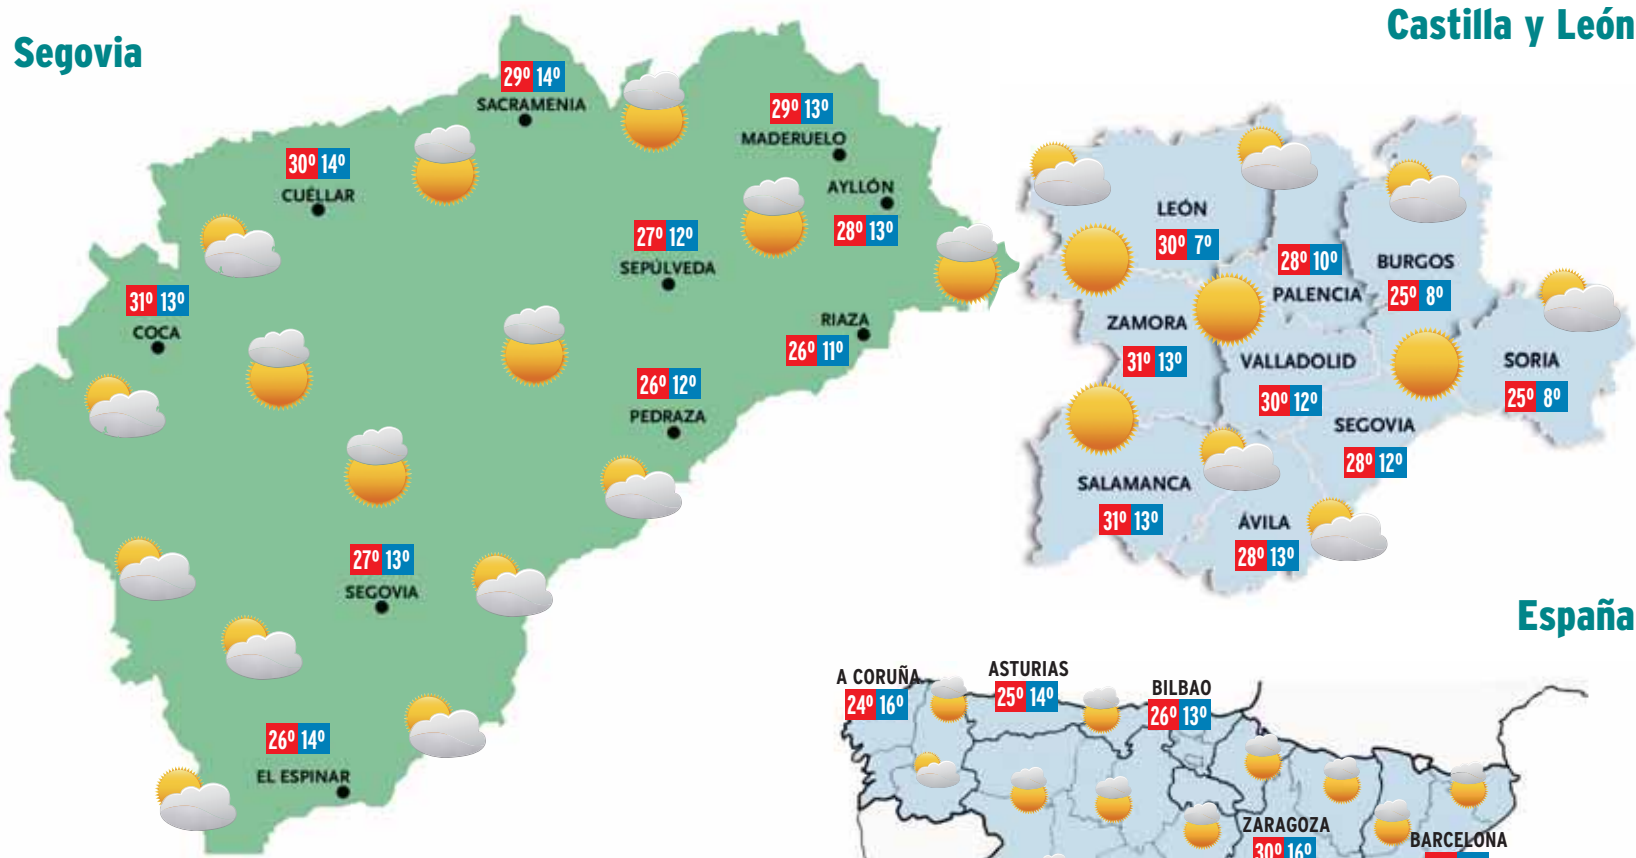 Segovia
29º 14º
SACRAMENIA
29º 13º
MADERUELO
30º 14º
CUÉLLAR
AYLLÓN
28º 13º
27º 12º
SEPÚLVEDA
31º 13º
COCA
RIAZA
26º 11º
26º 12º
PEDRAZA
27º 13º
SEGOVIA
26º 14º
EL ESPINAR
Castilla y León
LEÓN
30º 7º
28º 10º
PALENCIA
BURGOS
25º 8º
ZAMORA
31º 13º
VALLADOLID
30º 12º
SORIA
25º 8º
SEGOVIA
28º 12º
SALAMANCA
31º 13º
ÁVILA
28º 13º
España
A CORUÑA
24º 16º
ASTURIAS
25º 14º
BILBAO
26º 13º
ZARAGOZA
30º 16º
BARCELONA